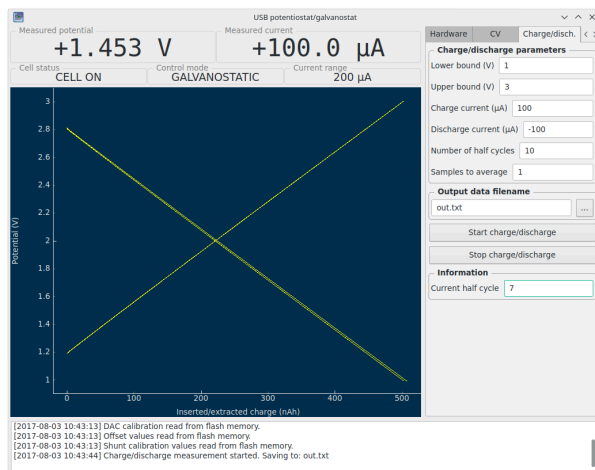 USB potentiostat/galvanostat
Measured potential
+1.453 V
Measured current
+100.0 µA
Cell status
CELL ON
Control mode
GALVANOSTATIC
Current range
200 µA
Hardware
CV
Charge/disch.
Charge/discharge parameters
Lower bound (V) 1
Upper bound (V) 3
Charge current (µA) 100
Discharge current (µA) -100
Number of half cycles 10
Samples to average 1
Output data filename
out.txt ...
Start charge/discharge
Stop charge/discharge
Information
Current half cycle 7
Potential (V)
3
2.8
2.6
2.4
2.2
2
1.8
1.6
1.4
1.2
1
0 100 200 300 400 500
Inserted/extracted charge (nAh)
[2017-08-03 10:43:13] DAC calibration read from flash memory.
[2017-08-03 10:43:13] Offset values read from flash memory.
[2017-08-03 10:43:13] Shunt calibration values read from flash memory.
[2017-08-03 10:43:44] Charge/discharge measurement started. Saving to: out.txt